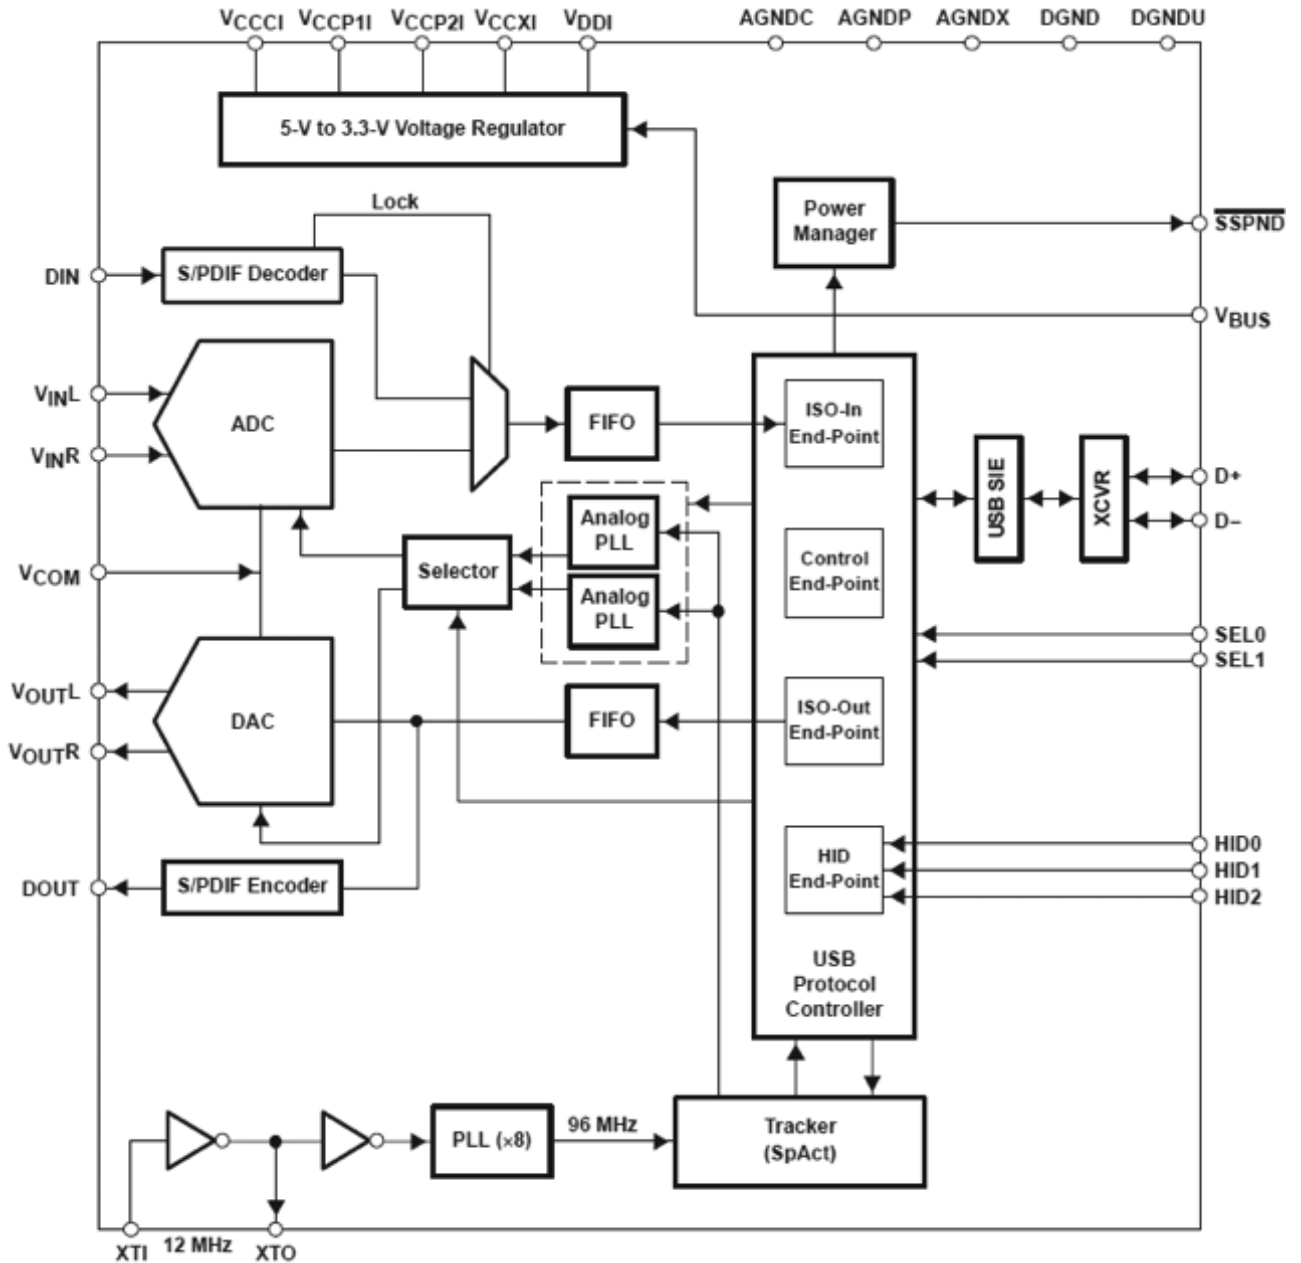 VCCCI VCCP1I VCCP2I VCCXI VDDI AGNDC AGNDP AGNDX DGND DGNDU
5-V to 3.3-V Voltage Regulator
Lock
Power
Manager
SSPND
DIN
S/PDIF Decoder
VBUS
VINL
VINR
ADC
FIFO
ISO-In
End-Point
USB SIE
XCVR
D+
D–
Analog
PLL
Analog
PLL
Selector
VCOM
Control
End-Point
SEL0
SEL1
VOUTL
VOUTR
DAC
FIFO
ISO-Out
End-Point
HID
End-Point
HID0
HID1
HID2
DOUT
S/PDIF Encoder
USB
Protocol
Controller
PLL (×8)
96 MHz
Tracker
(SpAct)
XTI
12 MHz
XTO